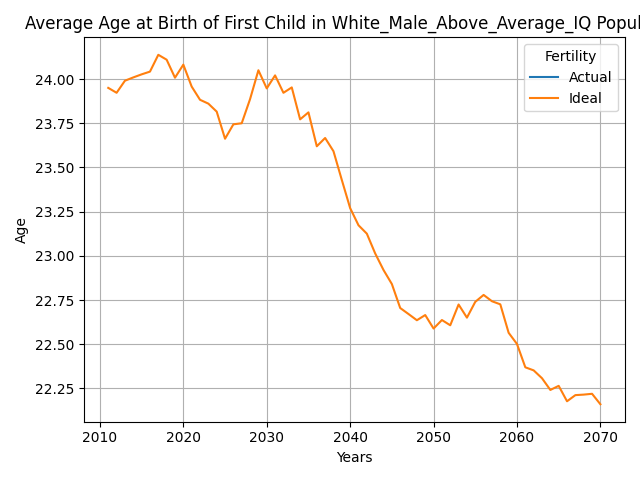 Average Age at Birth of First Child in White_Male_Above_Average_IQ Popul
Fertility
Actual
Ideal
24.00
23.75
23.50
23.25
23.00
22.75
22.50
22.25
Age
2010 2020 2030 2040 2050 2060 2070
Years